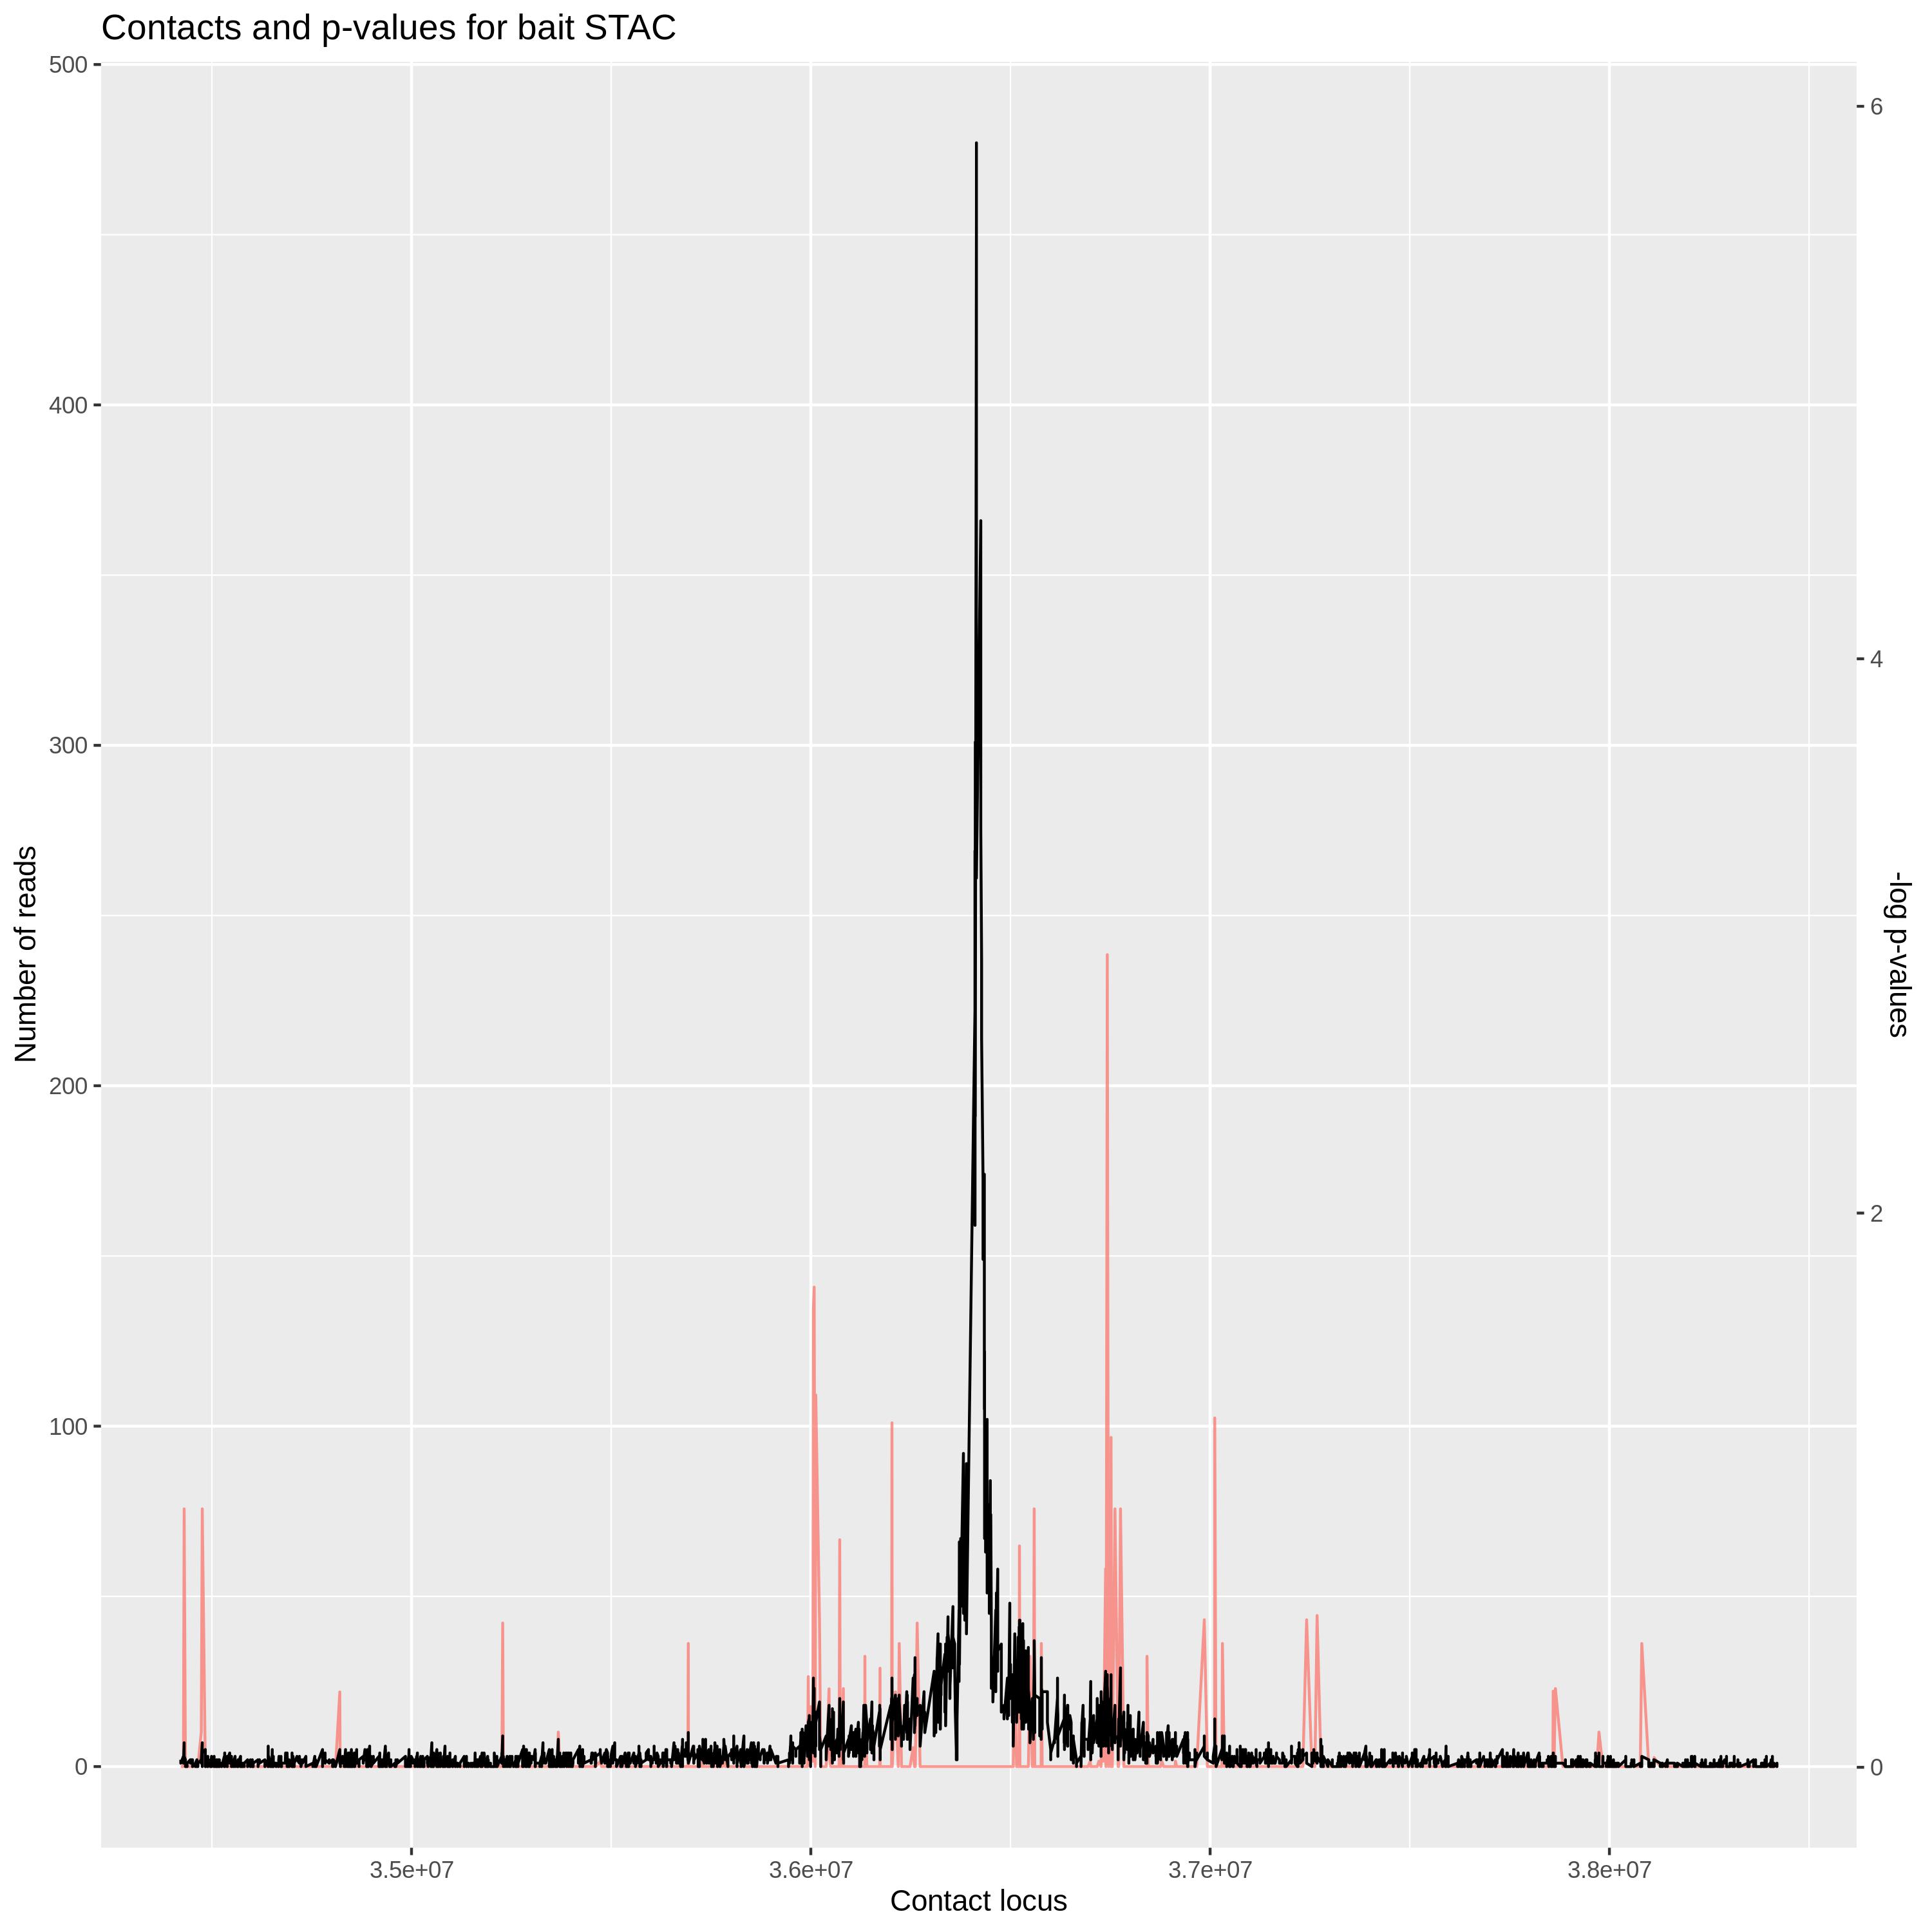 Contacts and p-values for bait STAC
500
400
300
200
100
0
Number of reads
6
4
2
0
-log p-values
3.5e+07
3.6e+07
3.7e+07
3.8e+07
Contact locus